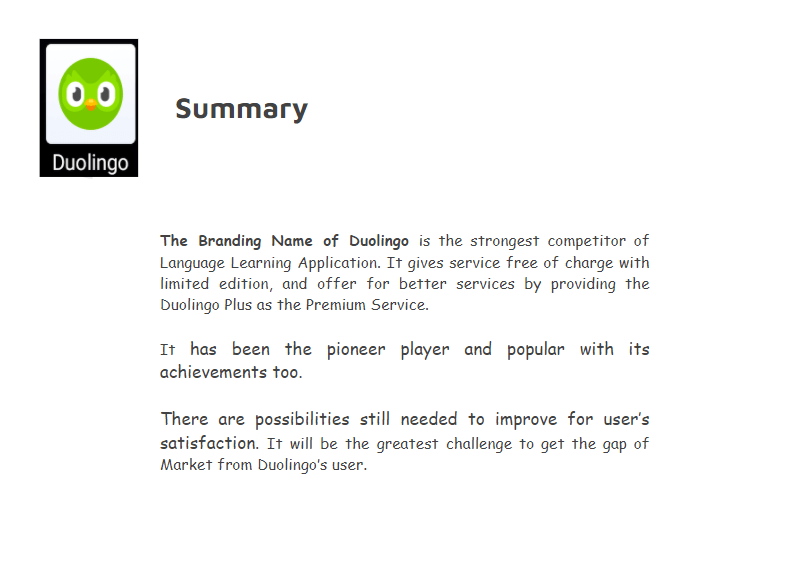 Duolingo
Summary
The Branding Name of Duolingo is the strongest competitor of
Language Learning Application. It gives service free of charge with
limited edition, and offer for better services by providing the
Duolingo Plus as the Premium Service.
It has been the pioneer player and popular with its
achievements too.
There are possibilities still needed to improve for user's
satisfaction. It will be the greatest challenge to get the gap of
Market from Duolingo's user.